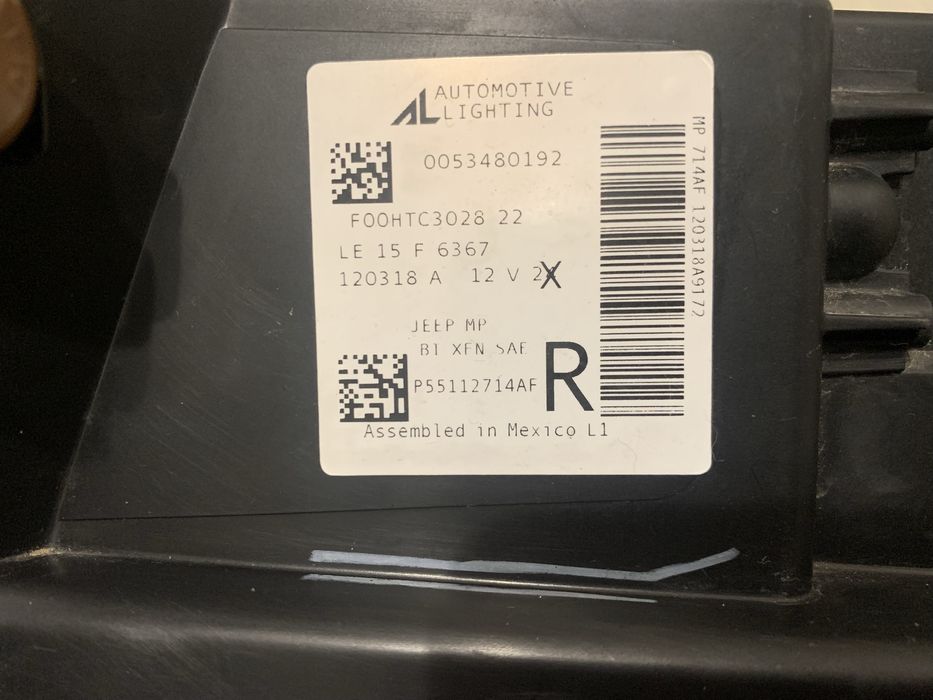 AL AUTOMOTIVE
LIGHTING
0053480192
F00HTC3028 22
LE 15 F 6367
120318 A 12 V
JEEP MP
BI XEN SAE
P55112714AF
R
Assembled in Mexico L1
MP 714AF 120318A9172